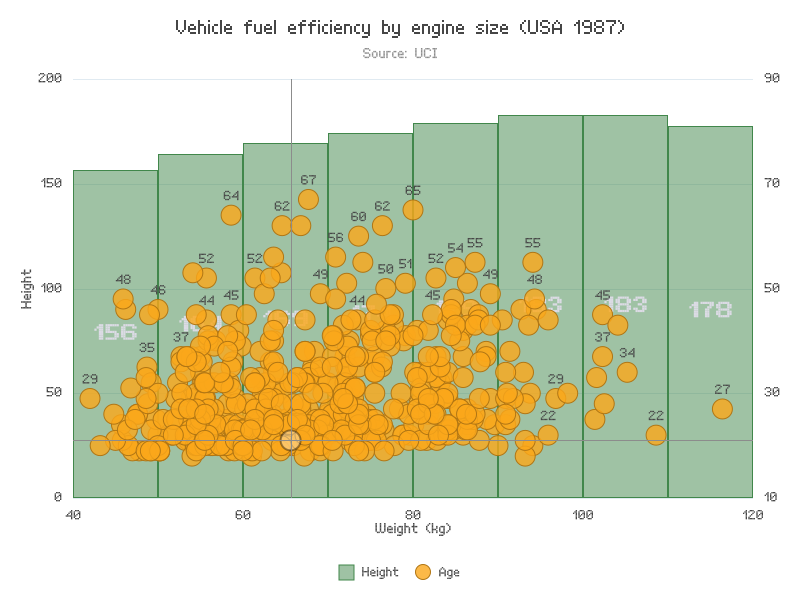 Vehicle fuel efficiency by engine size (USA 1987)
Source: UCI
200 90
67
64 65
62 62
60
56 55 55
54
52 52 52
51
50
150 70
49 49
48 48
46
45 45 45
44 44
100 50
183
156 178
37 37
35 34
29 29 27
50 30
22 22
0 10
40 60 80 100 120
Height
Weight (kg)
Height Age